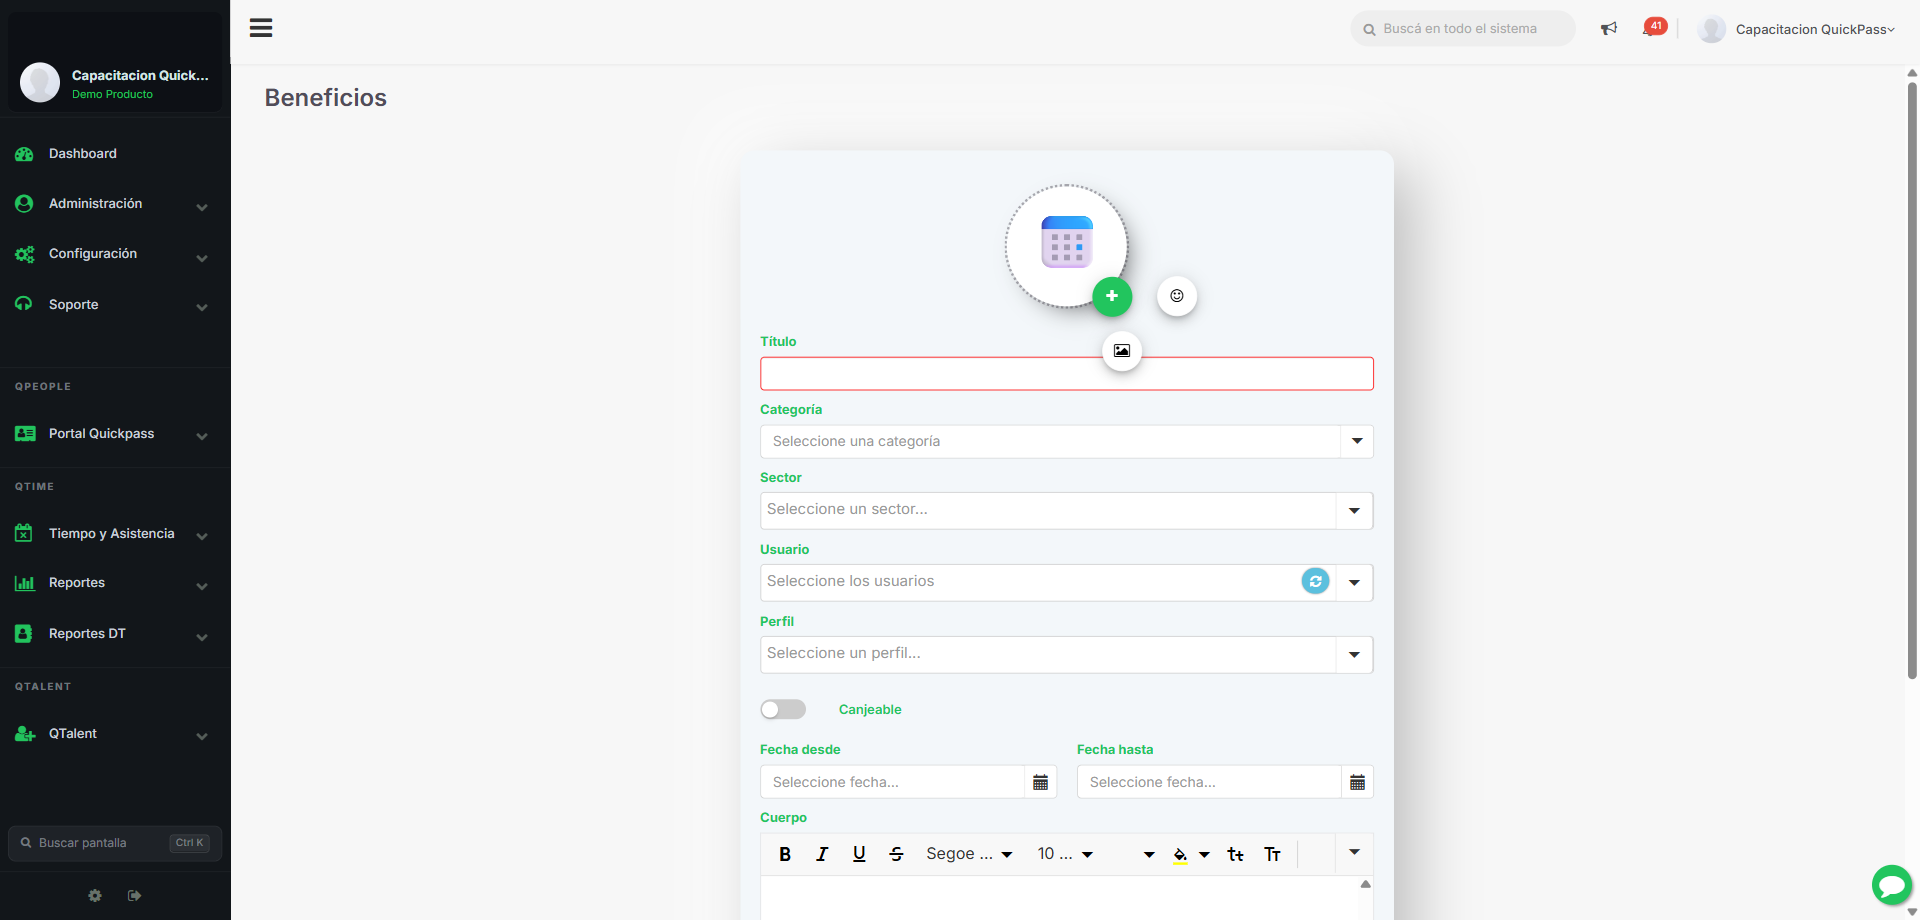 Capacitacion Quick...
Demo Producto
Dashboard
Administración
Configuración
Soporte
QPEOPLE
Portal Quickpass
QTIME
Tiempo y Asistencia
Reportes
Reportes DT
QTALENT
QTalent
Buscar pantalla
Ctrl K
Buscá en todo el sistema
41
Capacitacion QuickPass
Beneficios
Título
Categoría
Seleccione una categoría
Sector
Seleccione un sector...
Usuario
Seleccione los usuarios
Perfil
Seleccione un perfil...
Canjeable
Fecha desde
Fecha hasta
Seleccione fecha...
Seleccione fecha...
Cuerpo
B I U S Segoe ... 10 ... Tt TT